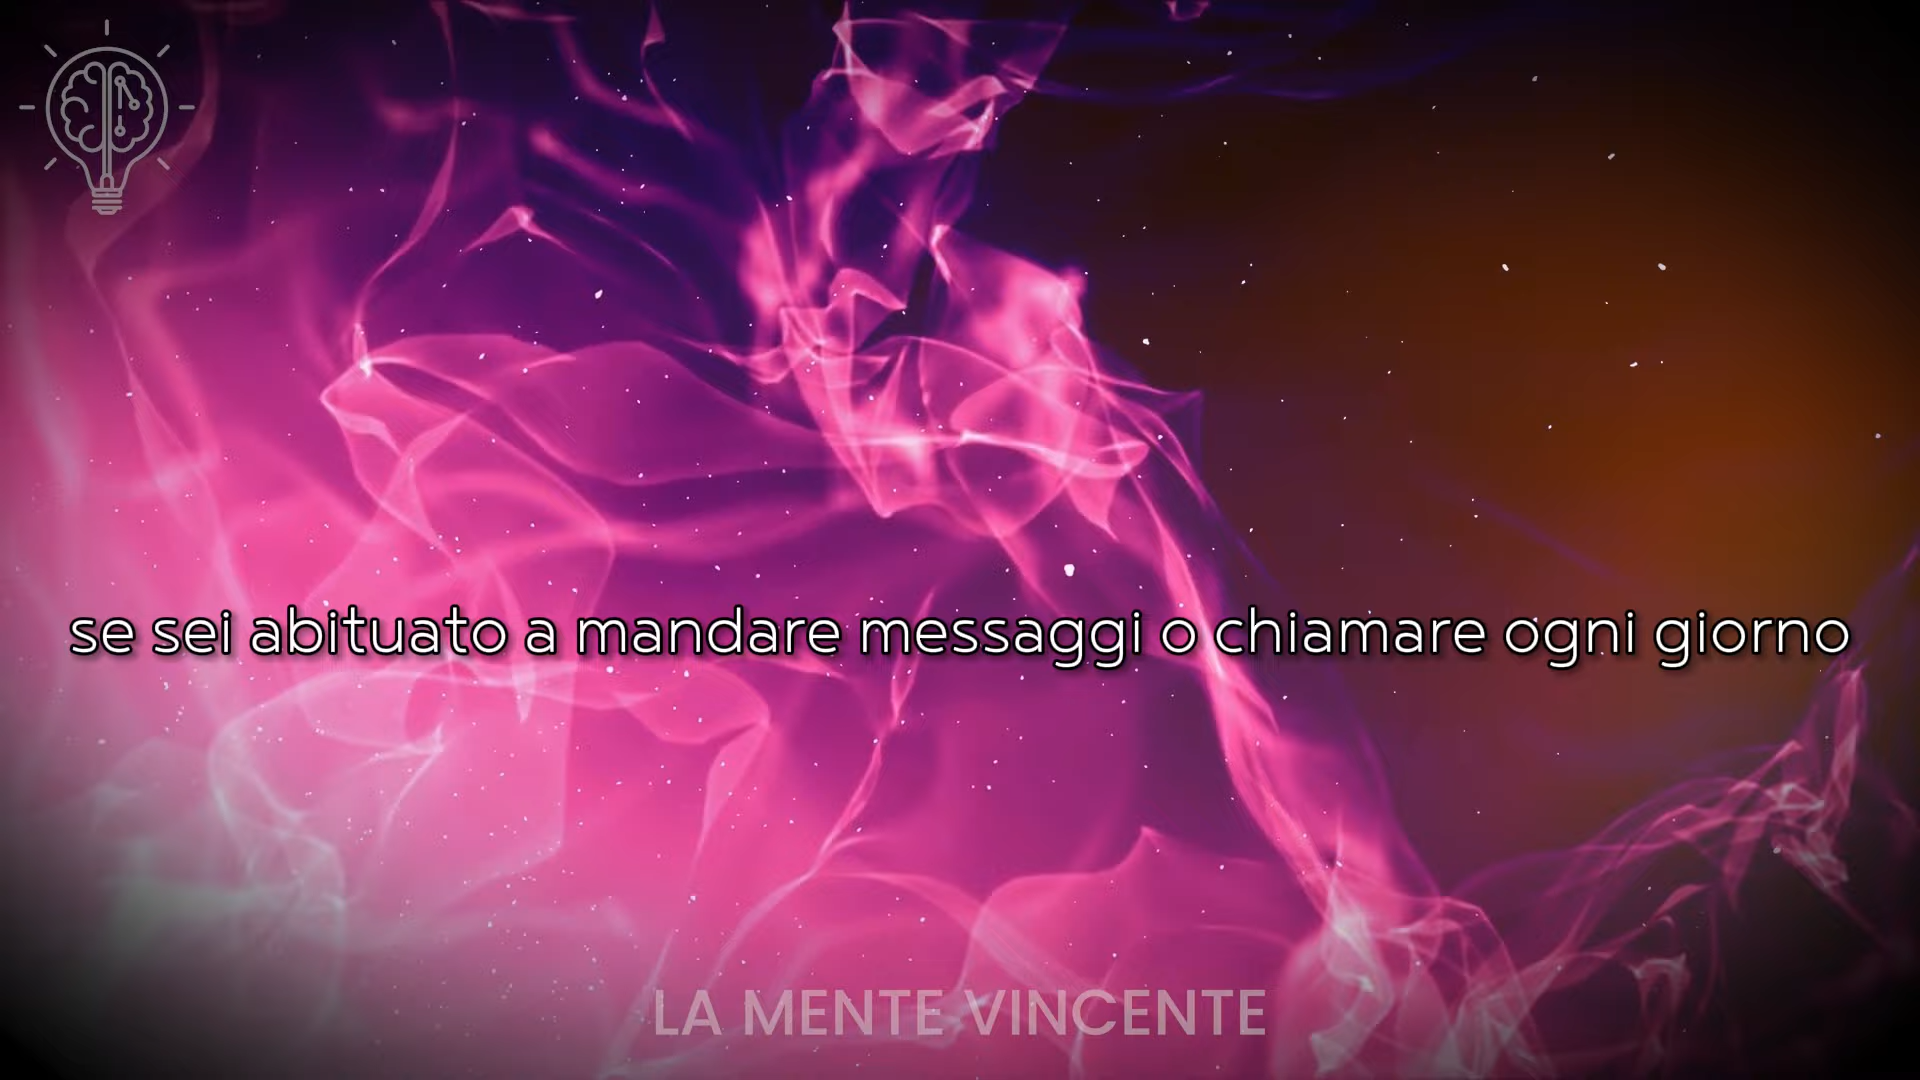 se sei abituato a mandare messaggi o chiamare ogni giorno
LA MENTE VINCENTE